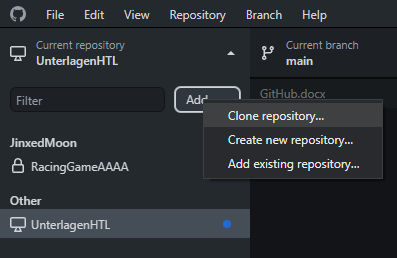 File Edit View Repository Branch Help
Current repository
UnterlagenHTL
Current branch
main
Filter
Add
GitHub.docx
Clone repository...
Create new repository...
Add existing repository...
JinxedMoon
RacingGameAAAA
Other
UnterlagenHTL